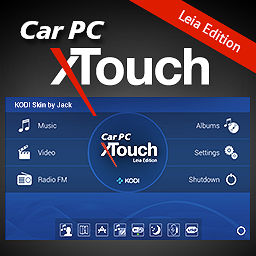 Car PC
xTouch
Leia Edition
KODI Skin by Jack
Music
Albums
Video
Settings
Radio FM
Shutdown
Car PC
xTouch
Leia Edition
KODI